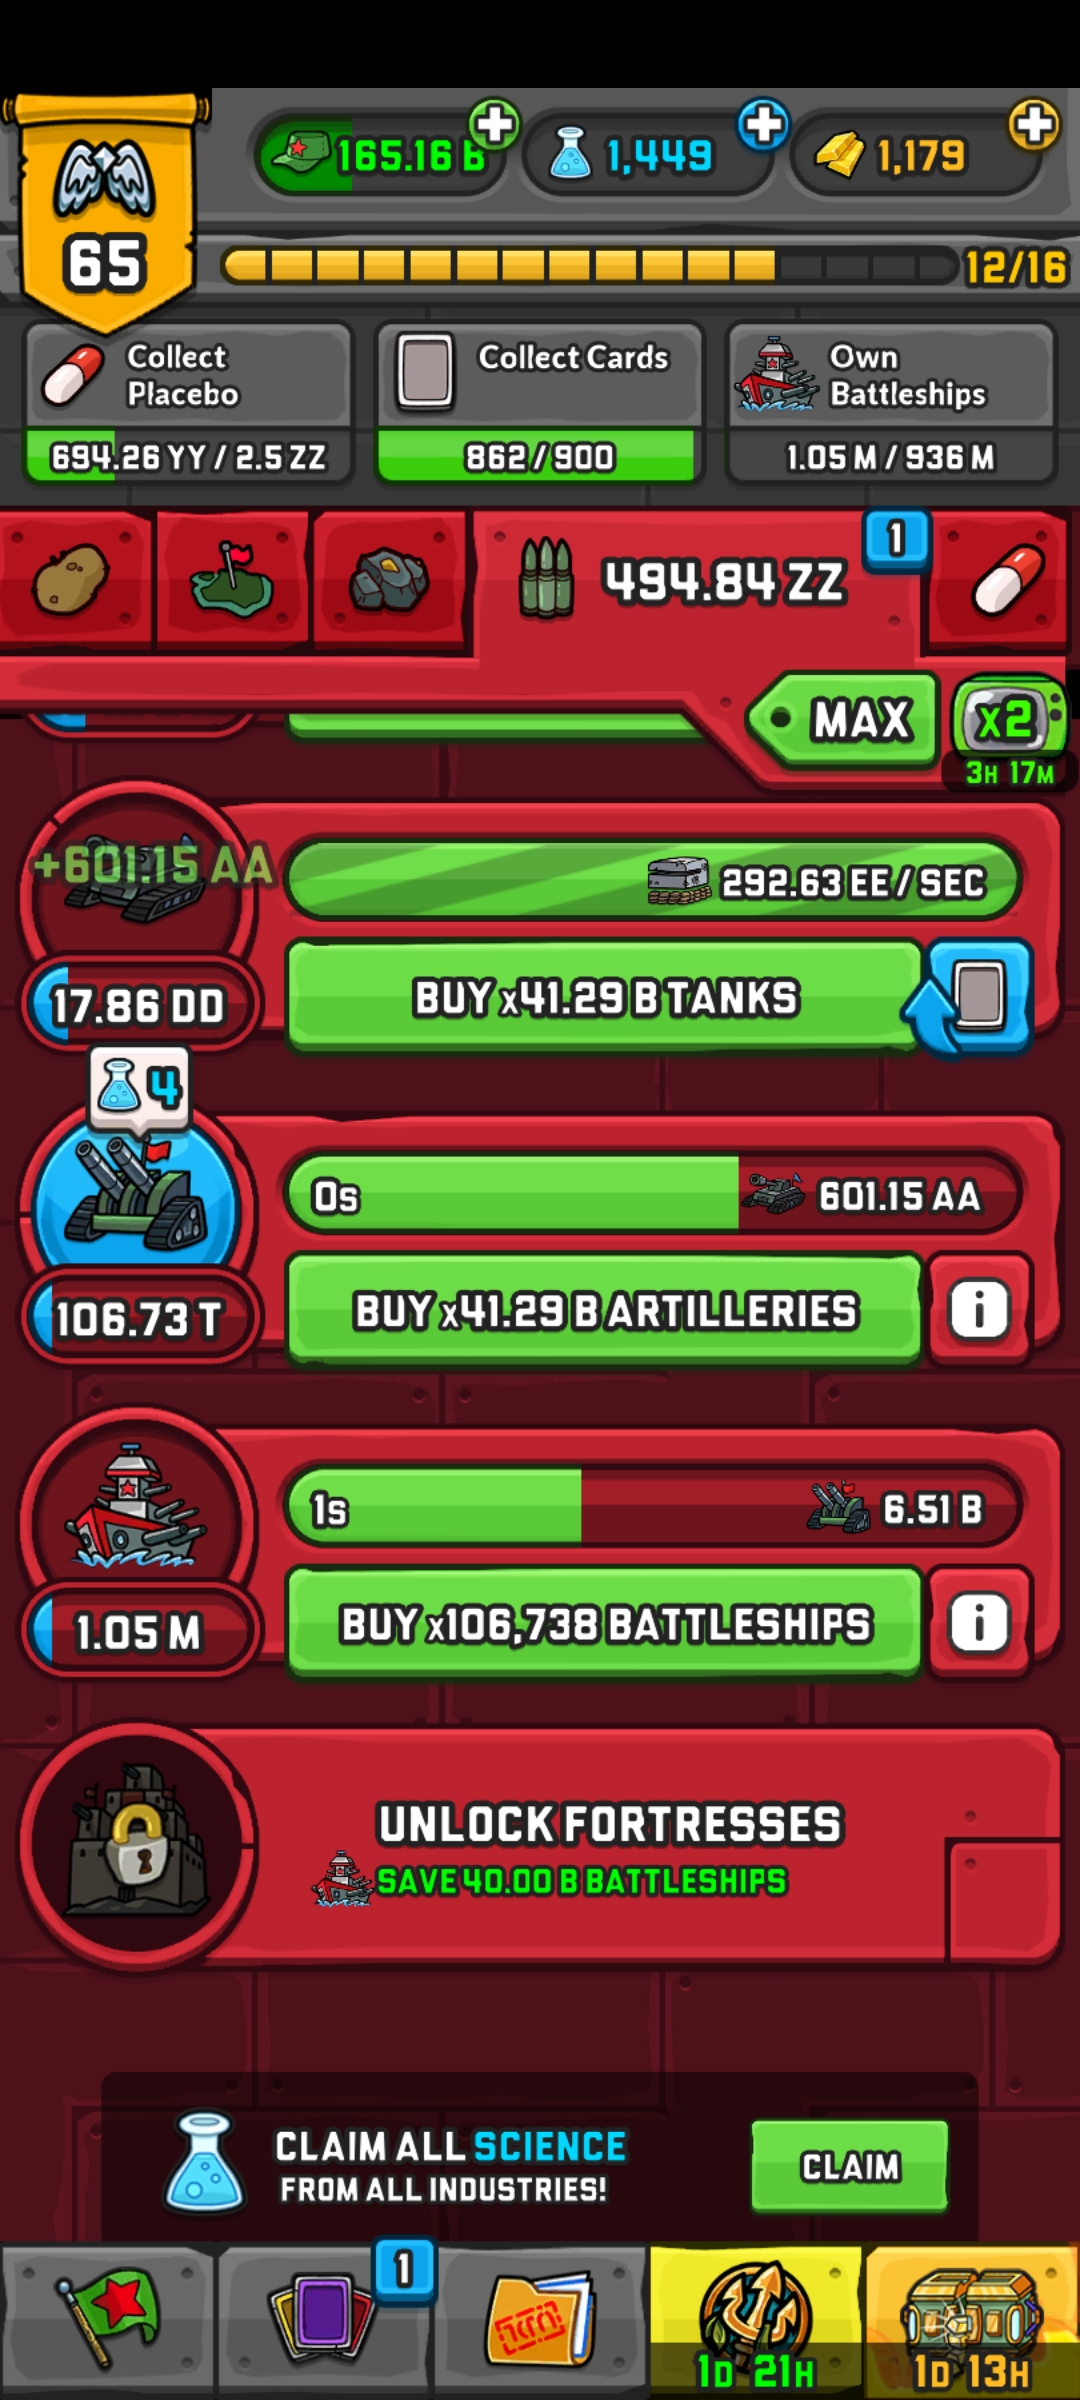 165.16 B
1,449
1,179
65
12/16
Collect
Placebo
694.26 YY / 2.5 ZZ
Collect Cards
862/900
Own
Battleships
1.05 M / 936 M
494.84 ZZ
1
MAX
x2
3H 17M
+601.15 AA
292.63 EE / SEC
17.86 DD
BUY x41.29 B TANKS
4
0s
601.15 AA
106.73 T
BUY x41.29 B ARTILLERIES
i
1s
6.51 B
1.05 M
BUY x106,738 BATTLESHIPS
i
UNLOCK FORTRESSES
SAVE 40.00 B BATTLESHIPS
CLAIM ALL SCIENCE
FROM ALL INDUSTRIES!
CLAIM
1
1D 21H
1D 13H